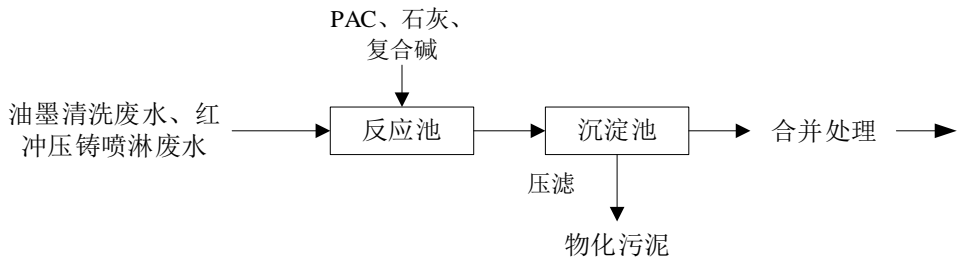 PAC、石灰、
复合碱
油墨清洗废水、红
冲压铸喷淋废水
反应池
沉淀池
合并处理
压滤
物化污泥